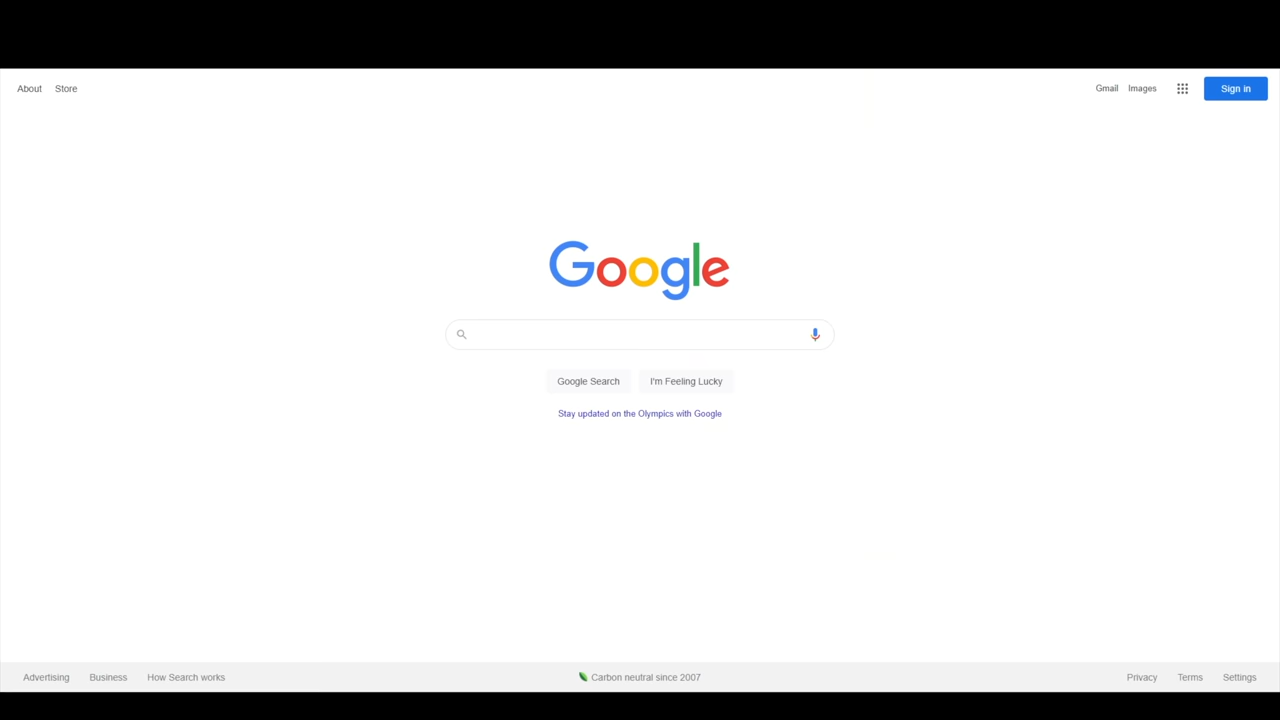 About Store Gmail Images Sign in
Google
Google Search I'm Feeling Lucky
Stay updated on the Olympics with Google
Advertising Business How Search works Carbon neutral since 2007 Privacy Terms Settings